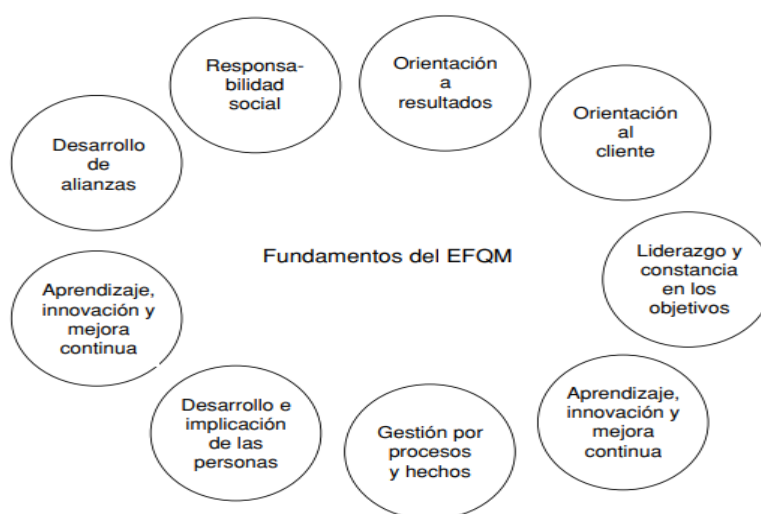 Responsa-
bilidad
social
Orientación
a
resultados
Orientación
al
cliente
Desarrollo
de
alianzas
Fundamentos del EFQM
Liderazgo y
constancia
en los
objetivos
Aprendizaje,
innovación y
mejora
continua
Desarrollo e
implicación
de las
personas
Gestión por
procesos
y hechos
Aprendizaje,
innovación y
mejora
continua